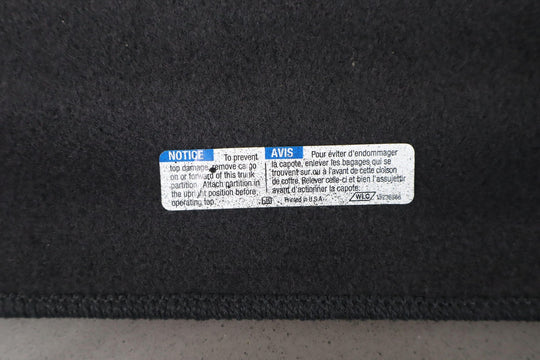 NOTICE To prevent
top damage, remove cargo
on or forward of this trunk
partition. Attach partition in
the upright position before
operating top.
AVIS Pour éviter d'endommager
la capote, enlever les bagages qui se
trouvent sur ou à l'avant de cette cloison
de coffre. Relever celle-ci et bien l'assujettir
avant d'actionner la capote.
GM Printed in U.S.A. WLC